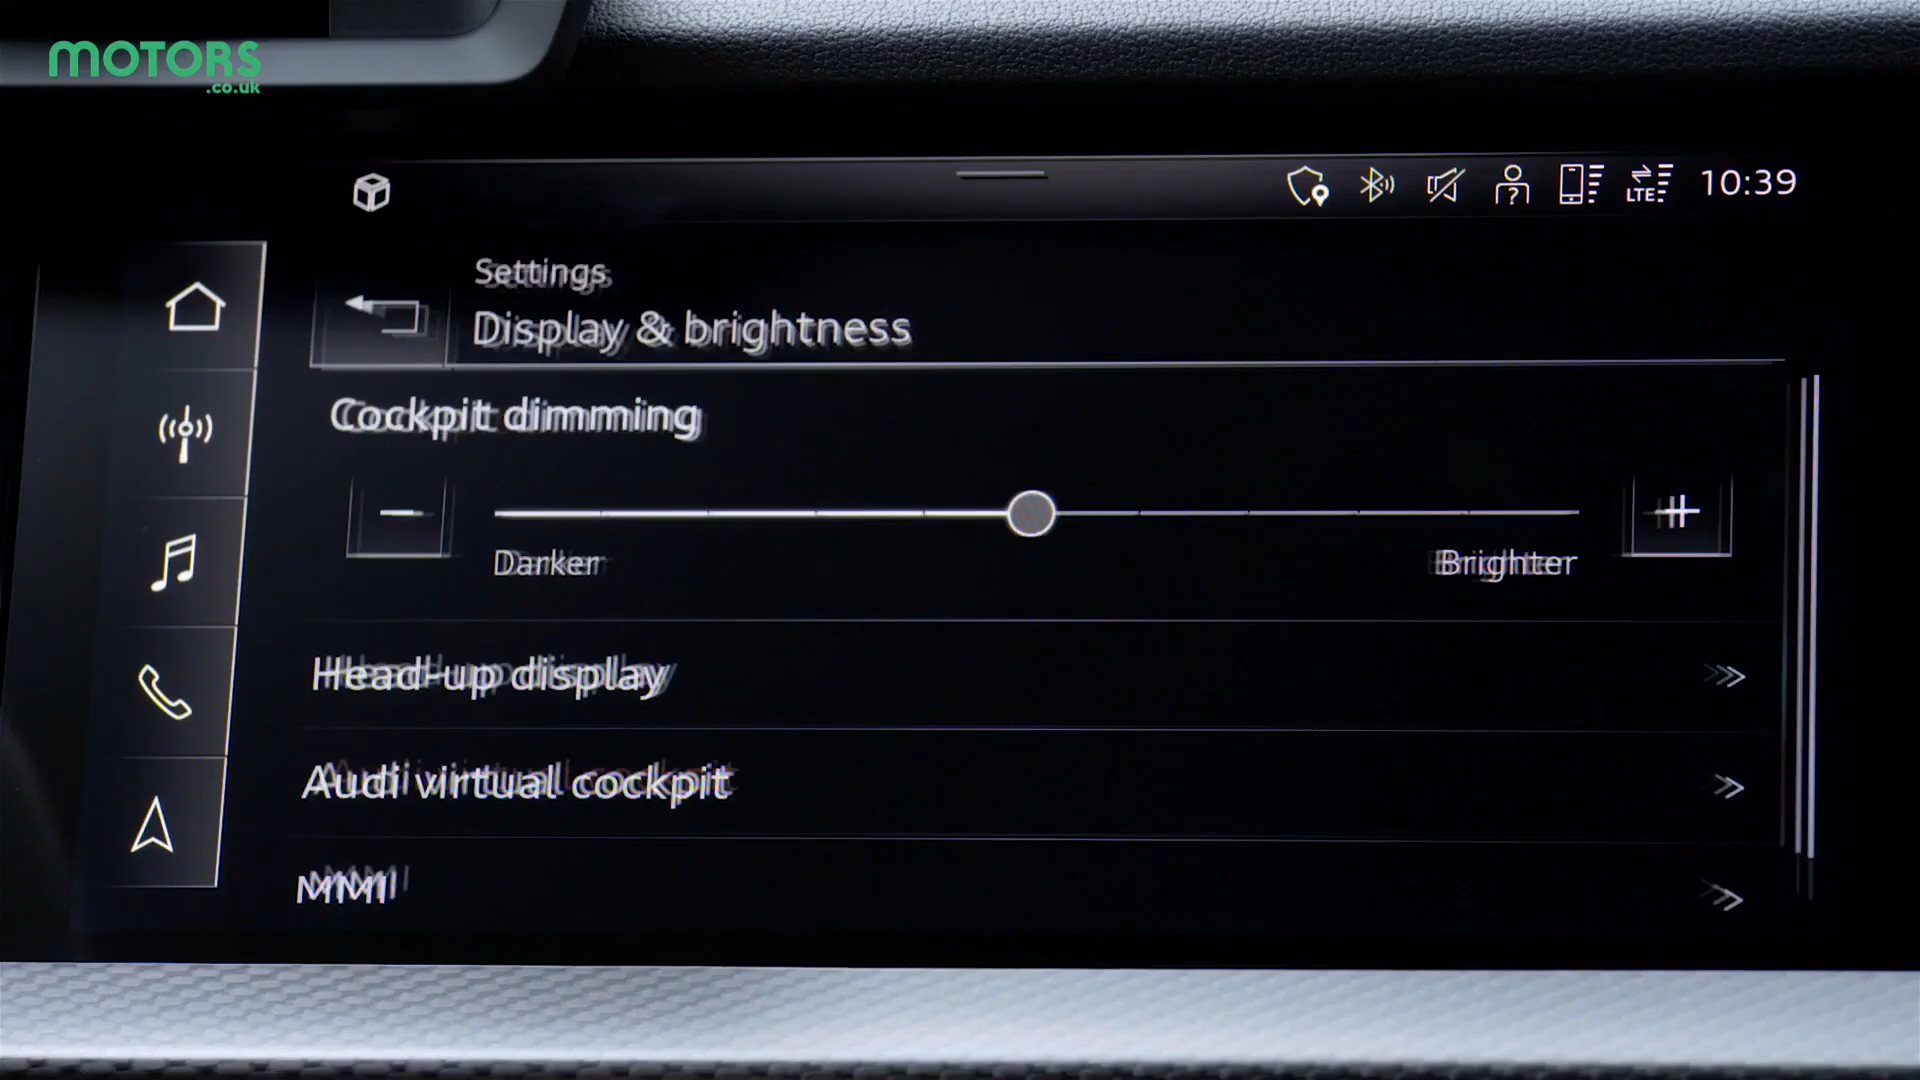 MOTORS
.co.uk
LTE
10:39
Settings
Display & brightness
Cockpit dimming
Darker
Brighter
Head-up display
Audi virtual cockpit
MMI